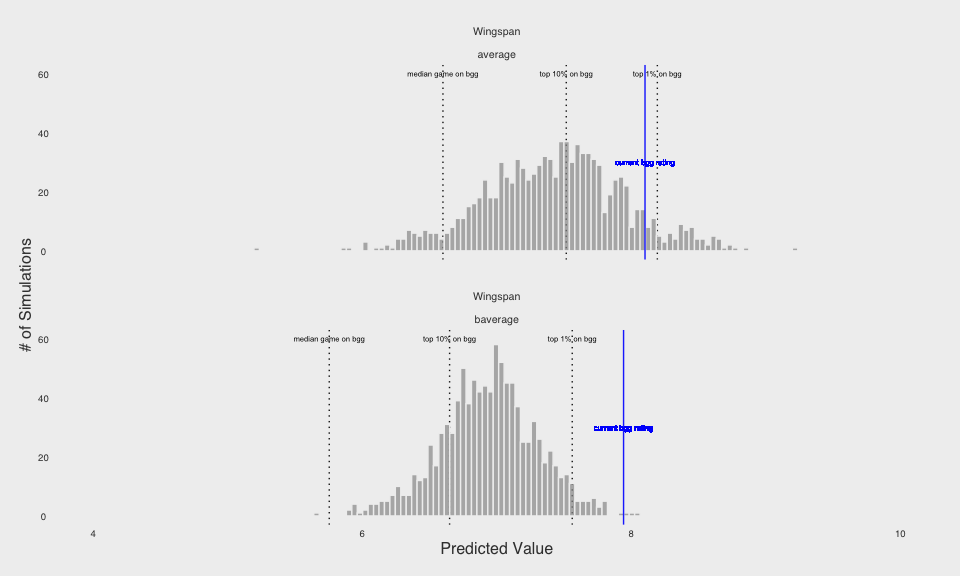 Wingspan
average
60
median game on bgg
top 10% on bgg
top 1% on bgg
40
current bgg rating
20
0
# of Simulations
Wingspan
baverage
60
median game on bgg
top 10% on bgg
top 1% on bgg
40
current bgg rating
20
0
4
6
8
10
Predicted Value